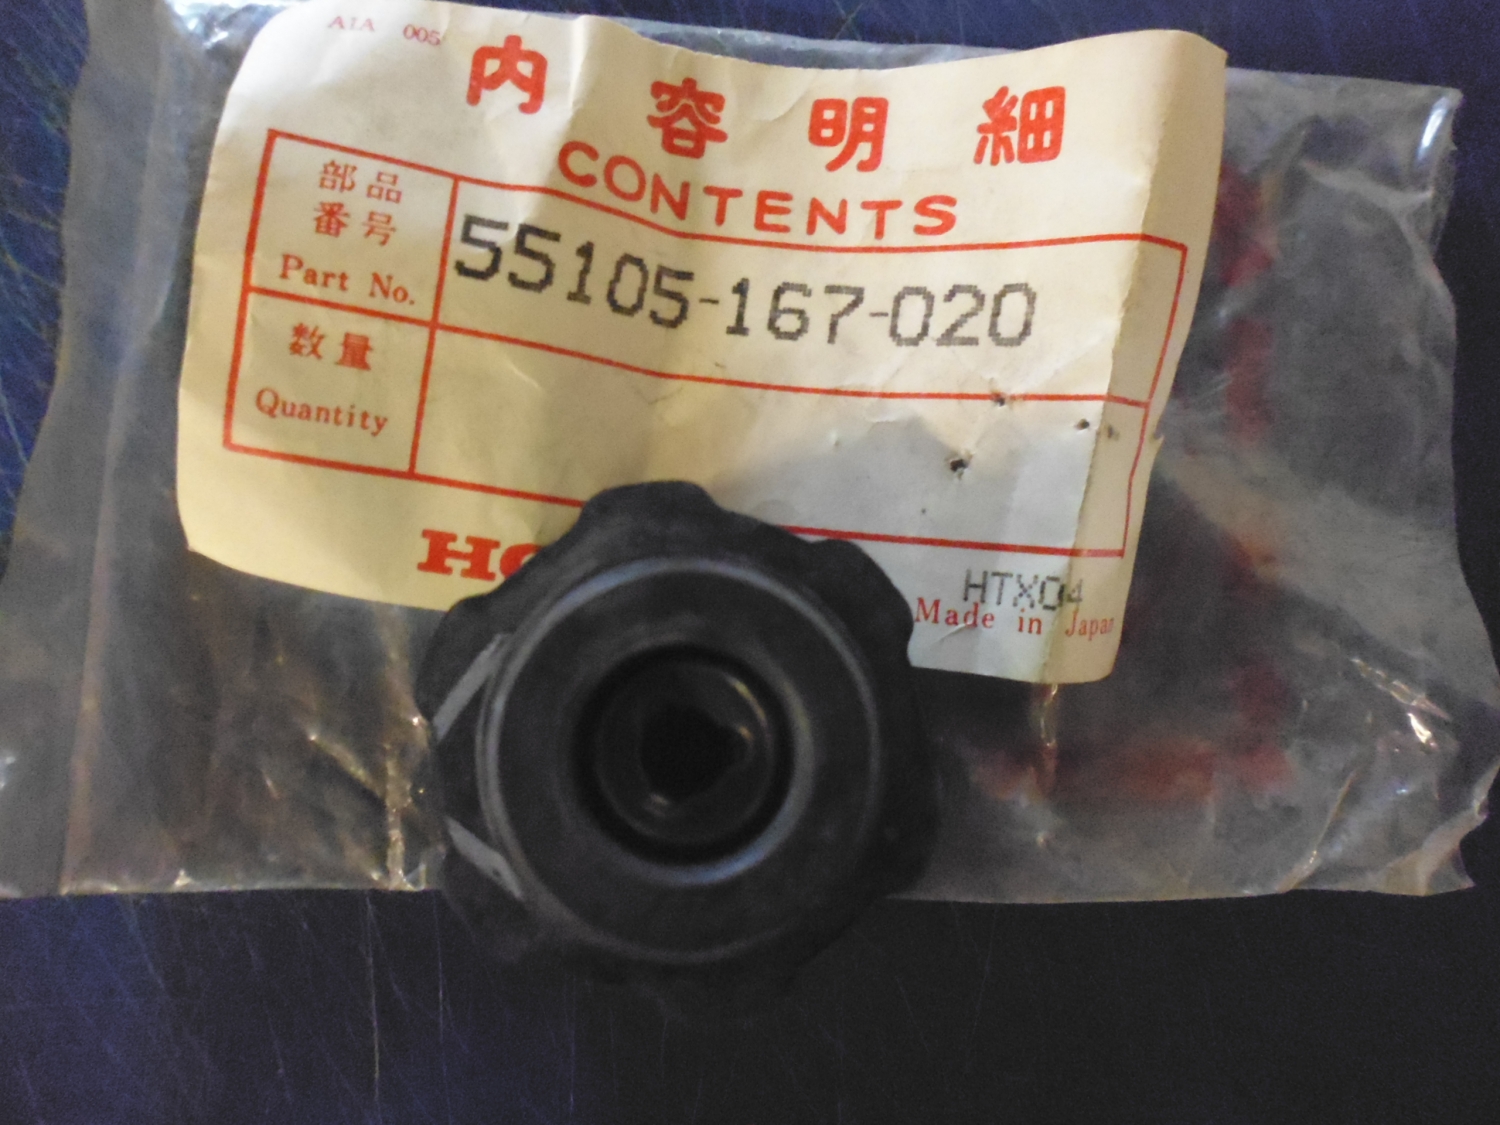 A1A 005
内容明細
CONTENTS
部品
番号
Part No.
55105-167-020
数量
Quantity
HTX04
Made in Japan